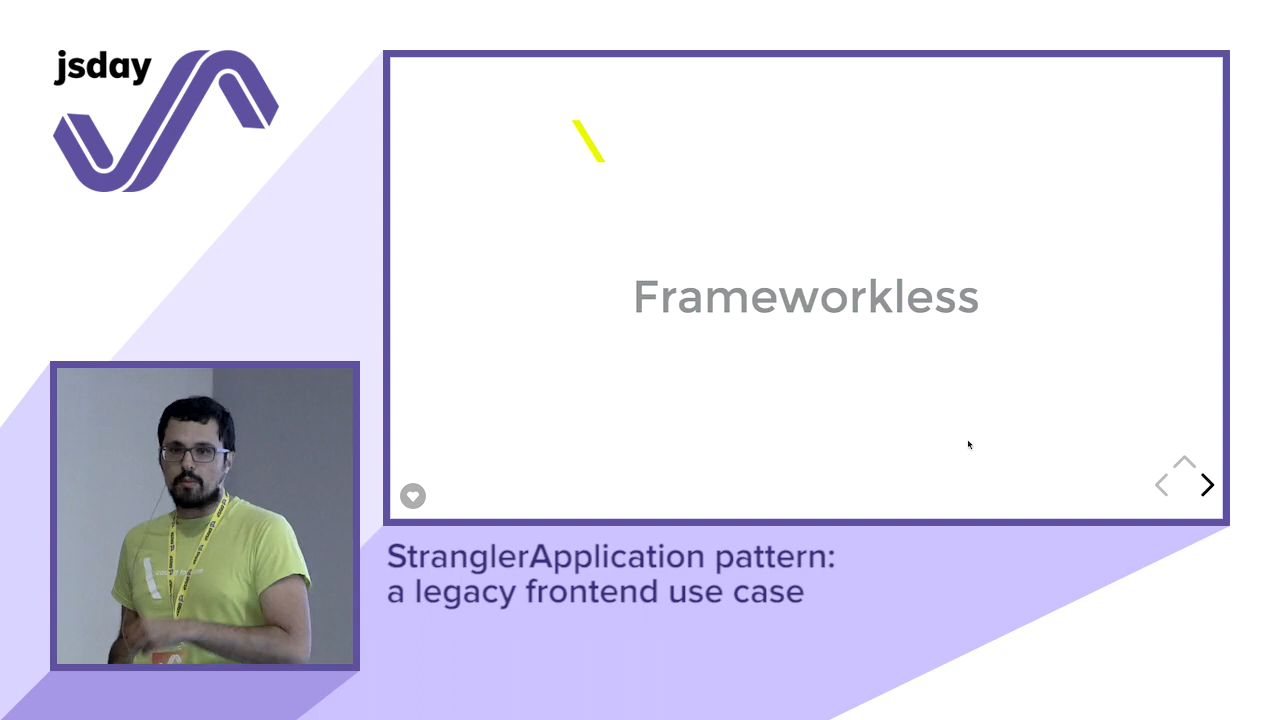 jsday
Frameworkless
StranglerApplication pattern:
a legacy frontend use case